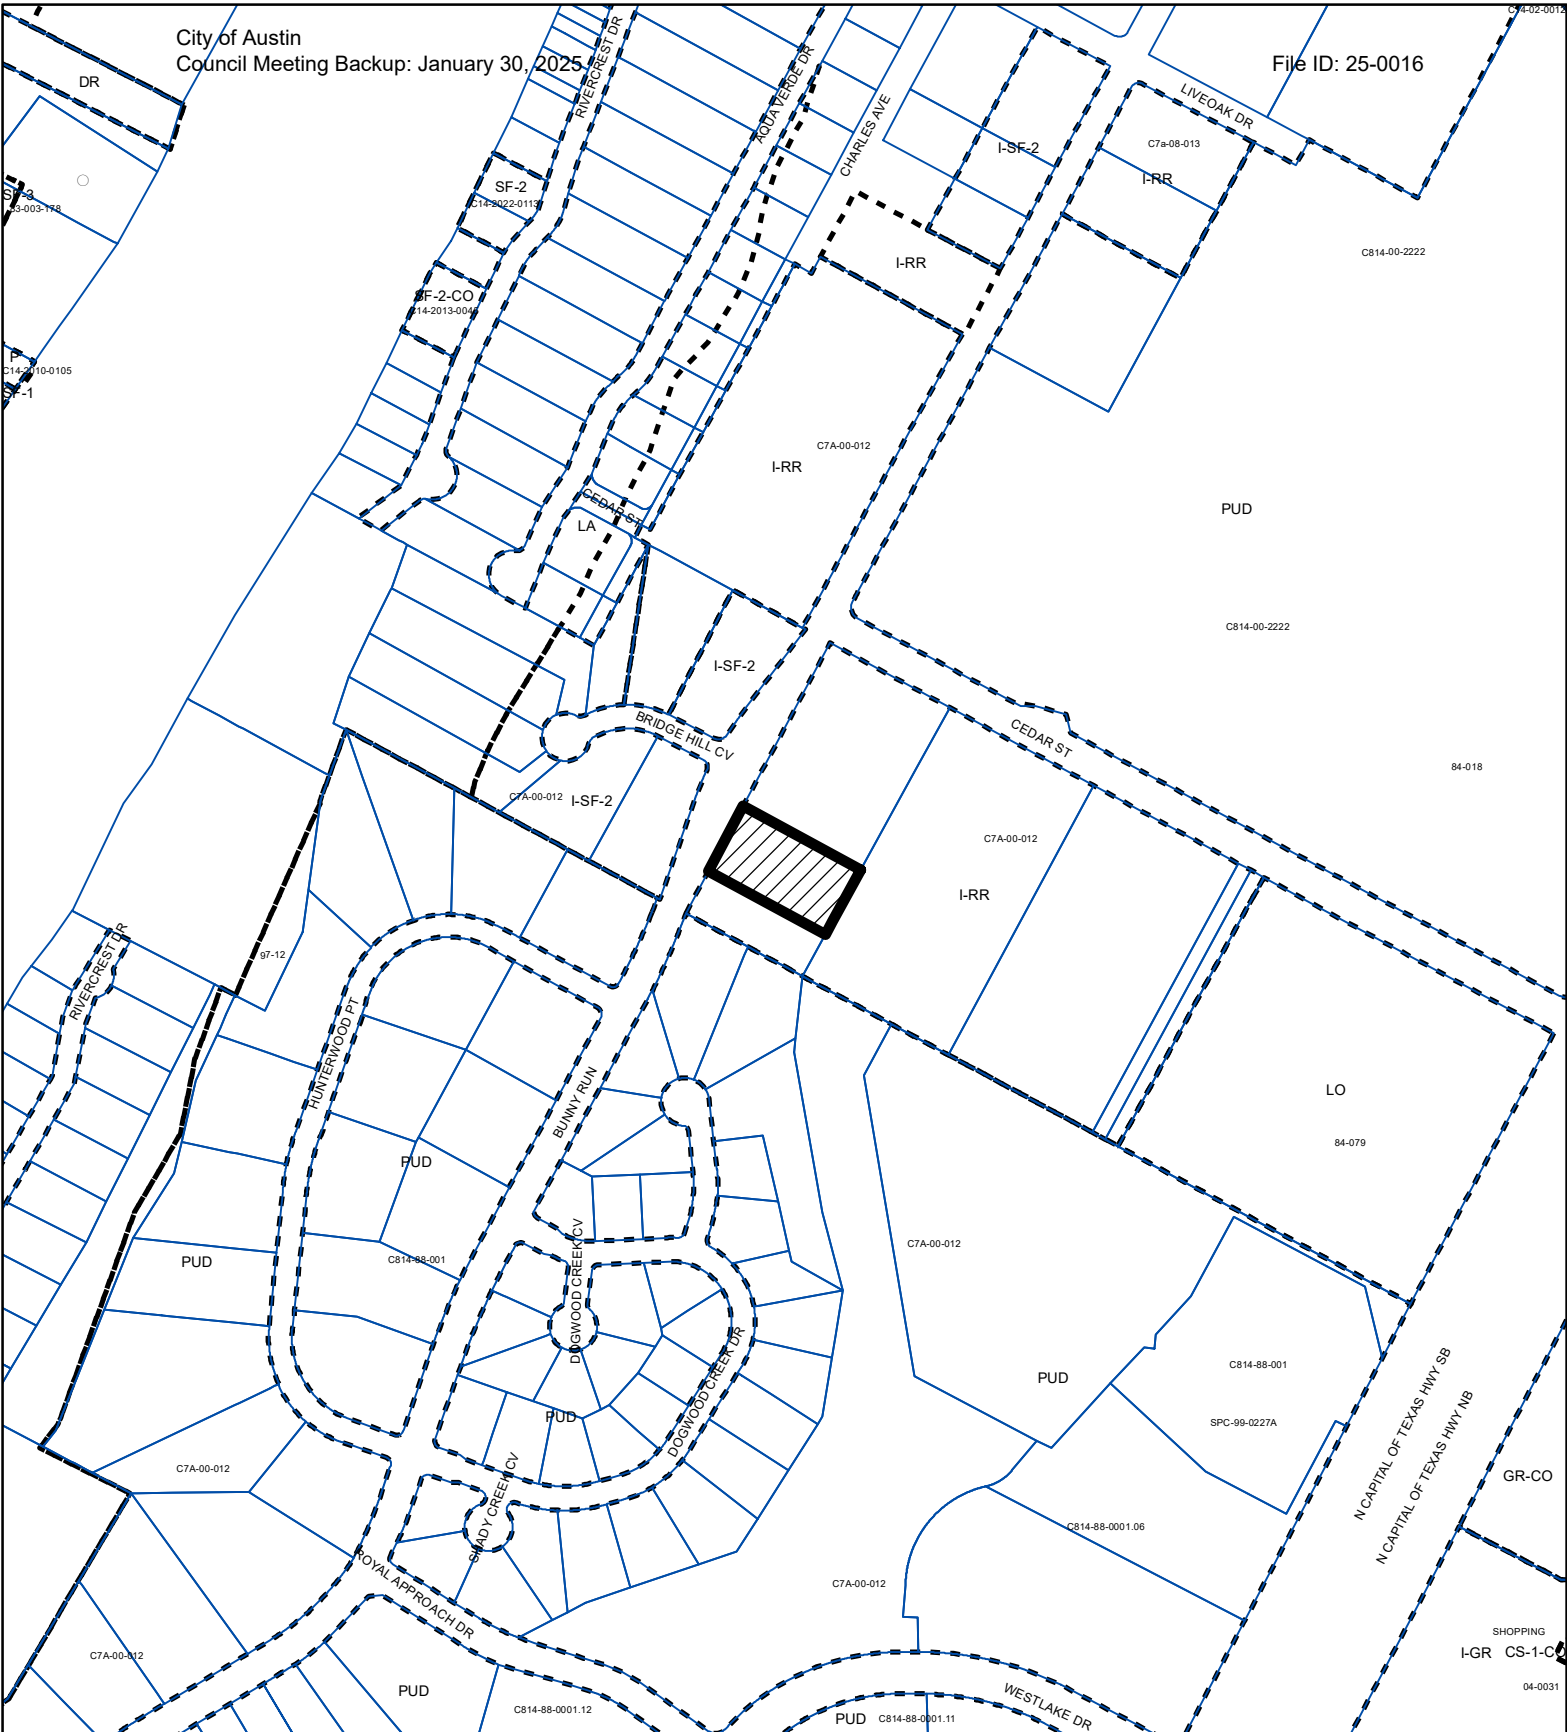 C14-02-0012
City of Austin
Council Meeting Backup: January 30, 2025
File ID: 25-0016
DR
RIVERCREST DR
AQUA VERDE DR
CHARLES AVE
LIVEOAK DR
I-SF-2
C7a-08-013
I-RR
SF-3
SF-2
C14-2022-0113
C814-00-2222
I-RR
SF-2-CO
P
C14-2010-0105
SF-1
C7A-00-012
I-RR
CEDAR ST
LA
PUD
C814-00-2222
I-SF-2
BRIDGE HILL CV
CEDAR ST
84-018
C7A-00-012
I-SF-2
C7A-00-012
I-RR
97-12
RIVERCREST DR
HUNTERWOOD PT
BUNNY RUN
LO
84-079
PUD
C7A-00-012
PUD
C814-88-001
DOGWOOD CREEK CV
DOGWOOD CREEK DR
C814-88-001
PUD
SPC-99-0227A
N CAPITAL OF TEXAS HWY SB
N CAPITAL OF TEXAS HWY NB
PUD
C7A-00-012
SHADY CREEK CV
GR-CO
C814-88-0001.06
ROYAL APPROACH DR
C7A-00-012
C7A-00-012
SHOPPING
I-GR
CS-1-CO
04-0031
PUD
C814-88-0001.12
WESTLAKE DR
PUD
C814-88-0001.11